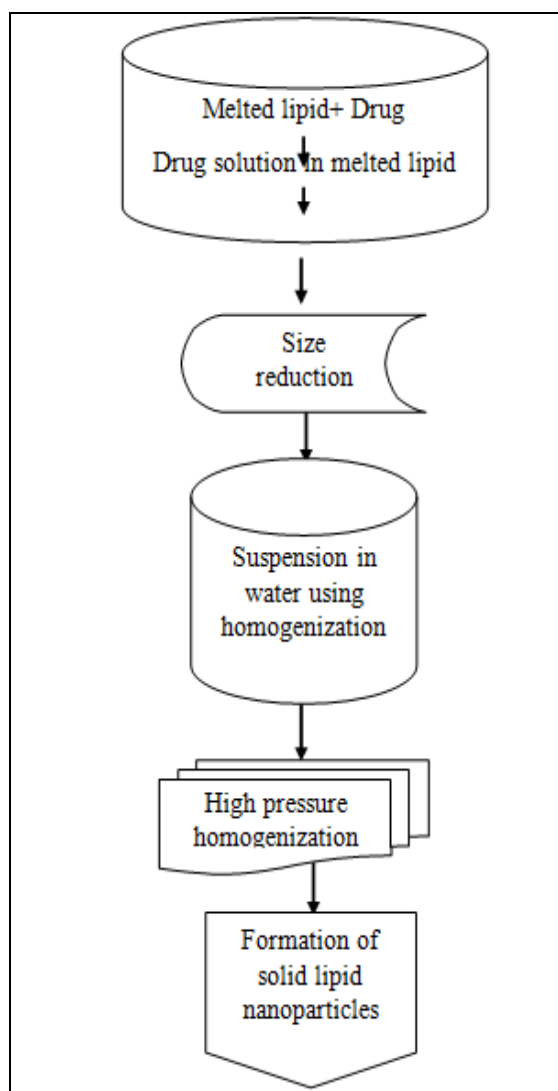 Melted lipid+ Drug
Drug solution in melted lipid
Size
reduction
Suspension in
water using
homogenization
High pressure
homogenization
Formation of
solid lipid
nanoparticles